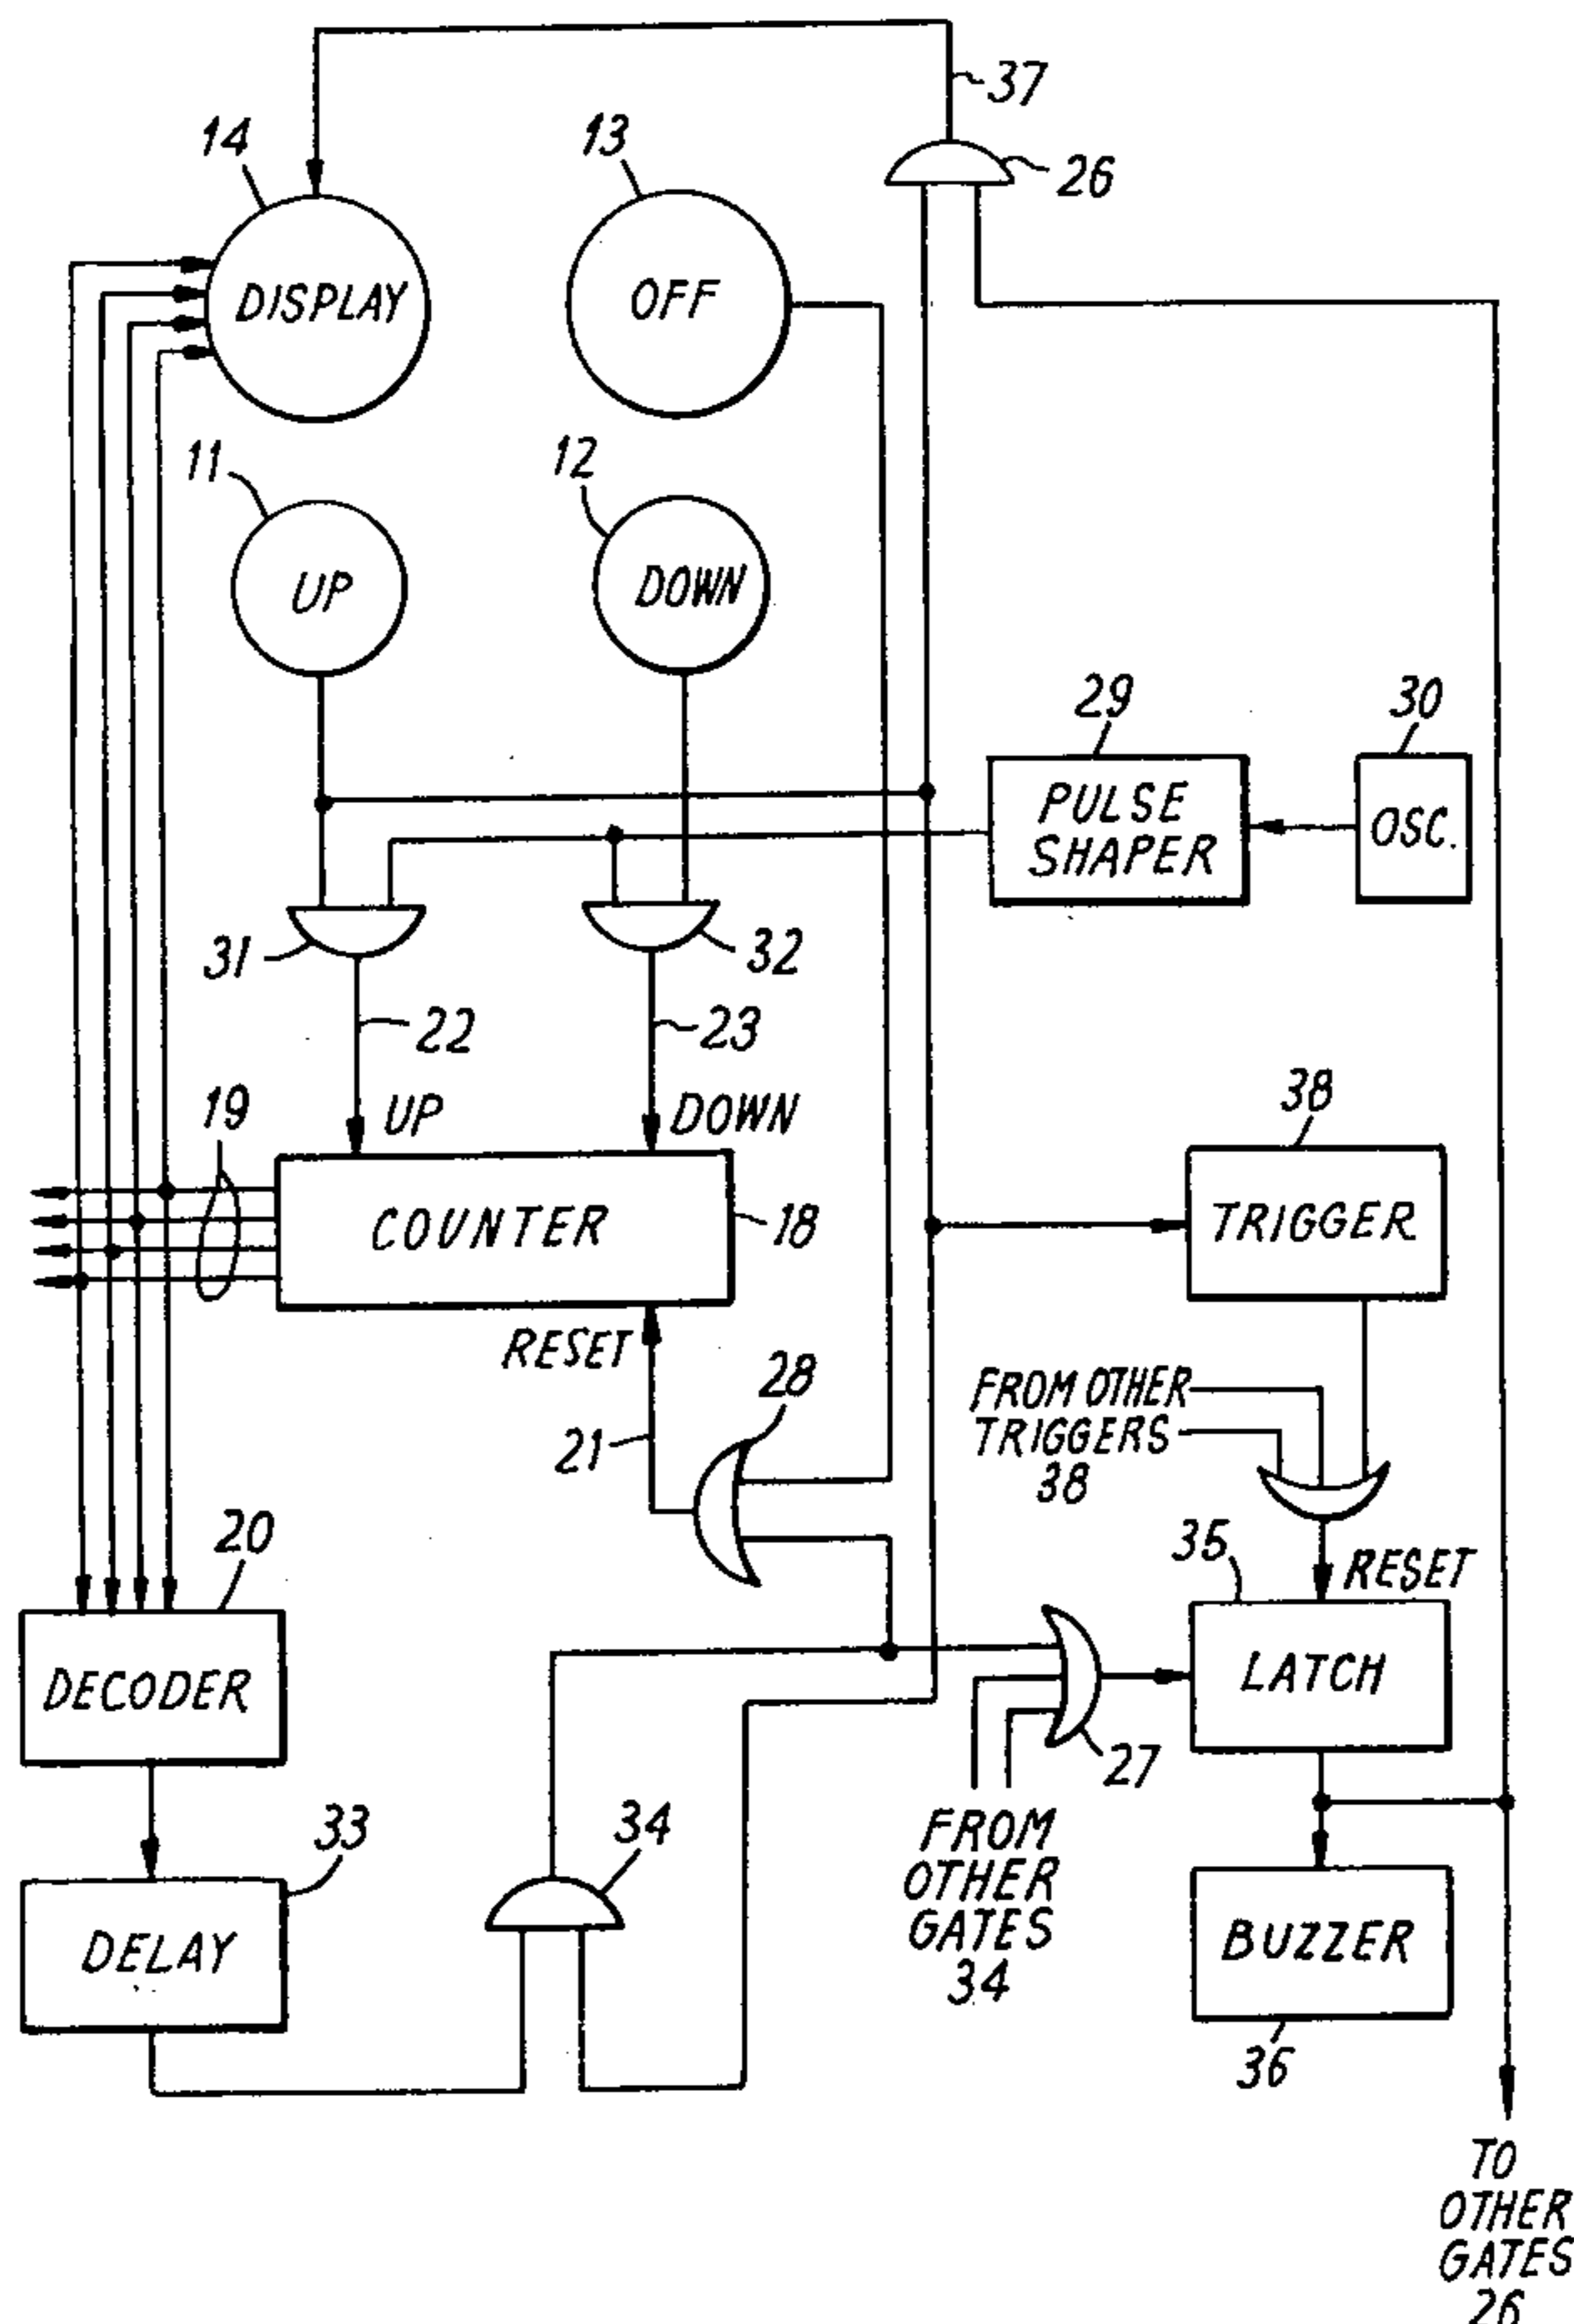 37
14
13
26
DISPLAY
OFF
11
12
UP
DOWN
29
30
PULSE
SHAPER
OSC.
31
32
22
23
38
19
UP
DOWN
COUNTER
18
TRIGGER
RESET
28
FROM OTHER
TRIGGERS
38
21
20
35
RESET
DECODER
LATCH
27
33
34
FROM
OTHER
GATES
34
DELAY
BUZZER
36
TO
OTHER
GATES
26